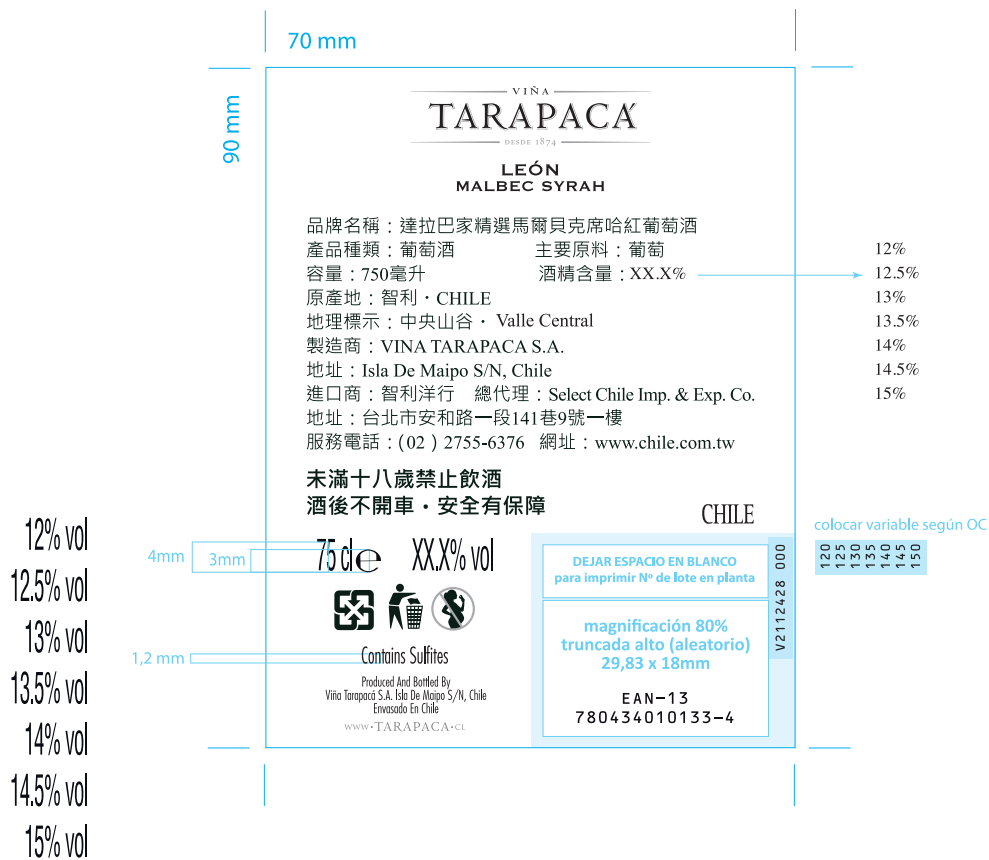 70 mm
90 mm
VIÑA
TARAPACÁ
DESDE 1874
LEÓN
MALBEC SYRAH
品牌名稱：達拉巴家精選馬爾貝克席哈紅葡萄酒
產品種類：葡萄酒 主要原料：葡萄
容量：750毫升 酒精含量：XX.X%
原產地：智利・CHILE
地理標示：中央山谷・ Valle Central
製造商：VINA TARAPACA S.A.
地址：Isla De Maipo S/N, Chile
進口商：智利洋行 總代理：Select Chile Imp. & Exp. Co.
地址：台北市安和路一段141巷9號一樓
服務電話：(02 ) 2755-6376 網址：www.chile.com.tw
未滿十八歲禁止飲酒
酒後不開車・安全有保障
12%
12.5%
13%
13.5%
14%
14.5%
15%
CHILE
75 cl e XX.X% vol
4mm
3mm
1,2 mm
Contains Sulfites
Produced And Bottled By
Viña Tarapacá S.A. Isla De Maipo S/N, Chile
Envasado En Chile
WWW•TARAPACA•CL
DEJAR ESPACIO EN BLANCO
para imprimir Nº de lote en planta
magnificación 80%
truncada alto (aleatorio)
29,83 x 18mm
EAN-13
780434010133-4
V2112428 000
colocar variable según OC
120
125
130
135
140
145
150
12% vol
12.5% vol
13% vol
13.5% vol
14% vol
14.5% vol
15% vol